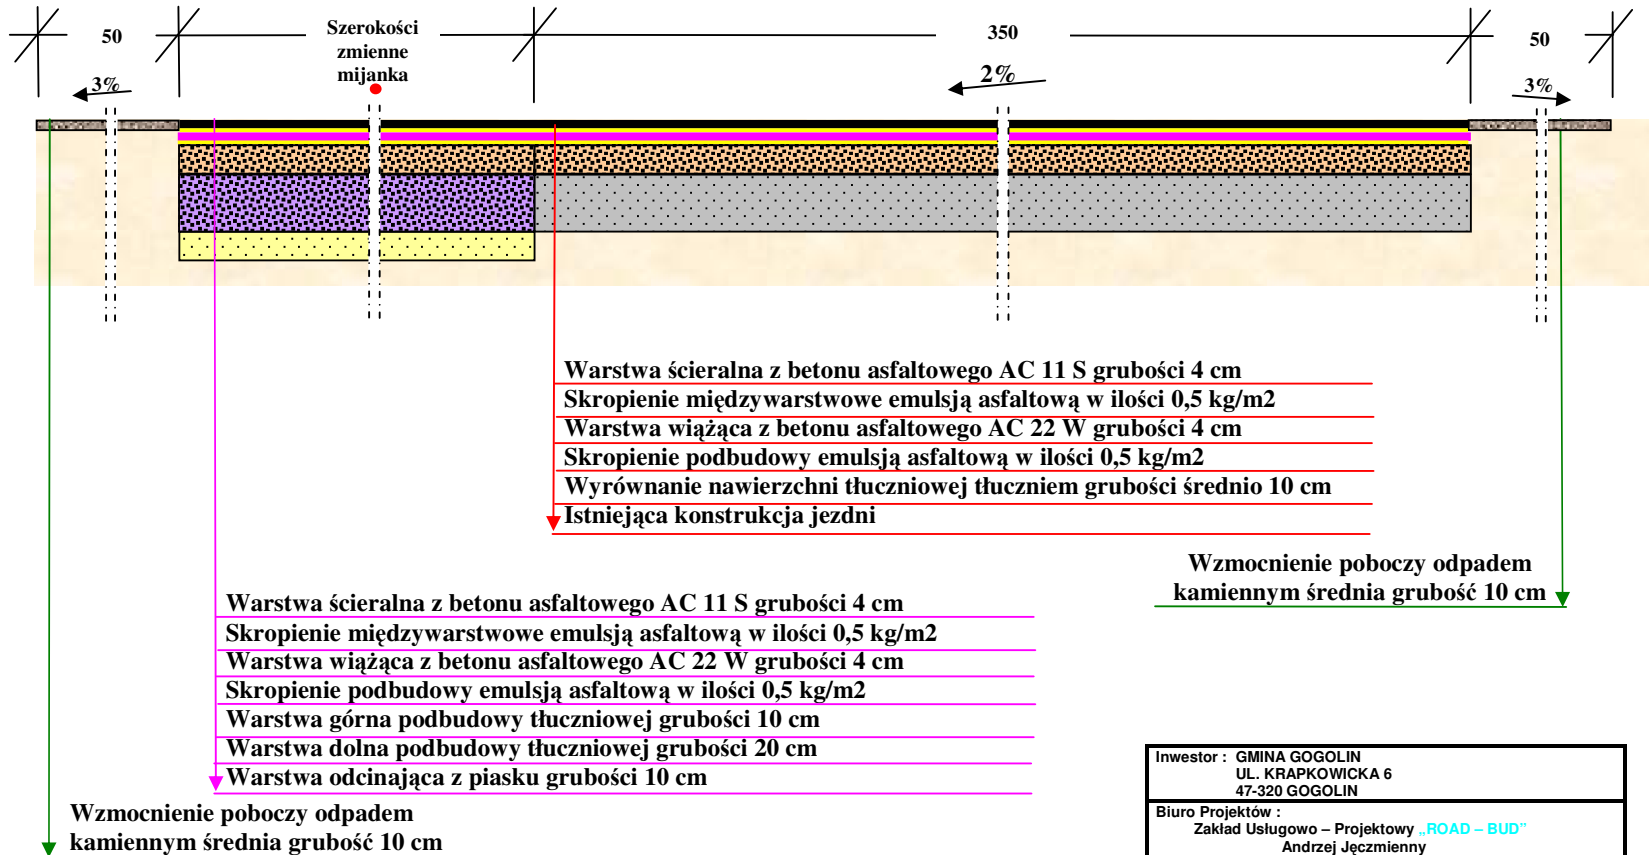 50
Szerokości
zmienne
mijanka
350
50
3%
2%
3%
Warstwa ścieralna z betonu asfaltowego AC 11 S grubości 4 cm
Skropienie międzywarstwowe emulsją asfaltową w ilości 0,5 kg/m2
Warstwa wiążąca z betonu asfaltowego AC 22 W grubości 4 cm
Skropienie podbudowy emulsją asfaltową w ilości 0,5 kg/m2
Wyrównanie nawierzchni tłuczniowej tłuczniem grubości średnio 10 cm
Istniejąca konstrukcja jezdni
Wzmocnienie poboczy odpadem
kamiennym średnia grubość 10 cm
Warstwa ścieralna z betonu asfaltowego AC 11 S grubości 4 cm
Skropienie międzywarstwowe emulsją asfaltową w ilości 0,5 kg/m2
Warstwa wiążąca z betonu asfaltowego AC 22 W grubości 4 cm
Skropienie podbudowy emulsją asfaltową w ilości 0,5 kg/m2
Warstwa górna podbudowy tłuczniowej grubości 10 cm
Warstwa dolna podbudowy tłuczniowej grubości 20 cm
Warstwa odcinająca z piasku grubości 10 cm
Wzmocnienie poboczy odpadem
kamiennym średnia grubość 10 cm
Inwestor : GMINA GOGOLIN
UL. KRAPKOWICKA 6
47-320 GOGOLIN
Biuro Projektów :
Zakład Usługowo – Projektowy „ROAD – BUD”
Andrzej Jęczmienny